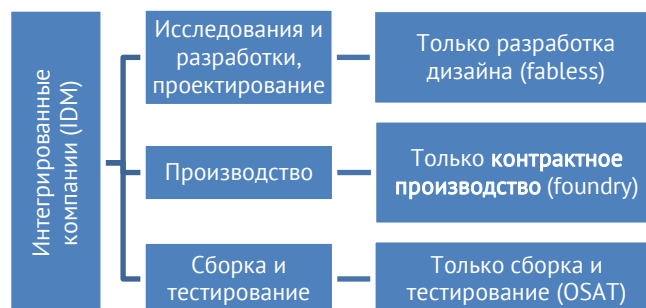 Интегрированные
компании (IDM)
Исследования и
разработки,
проектирование
Только разработка
дизайна (fabless)
Производство
Только контрактное
производство (foundry)
Сборка и
тестирование
Только сборка и
тестирование (OSAT)